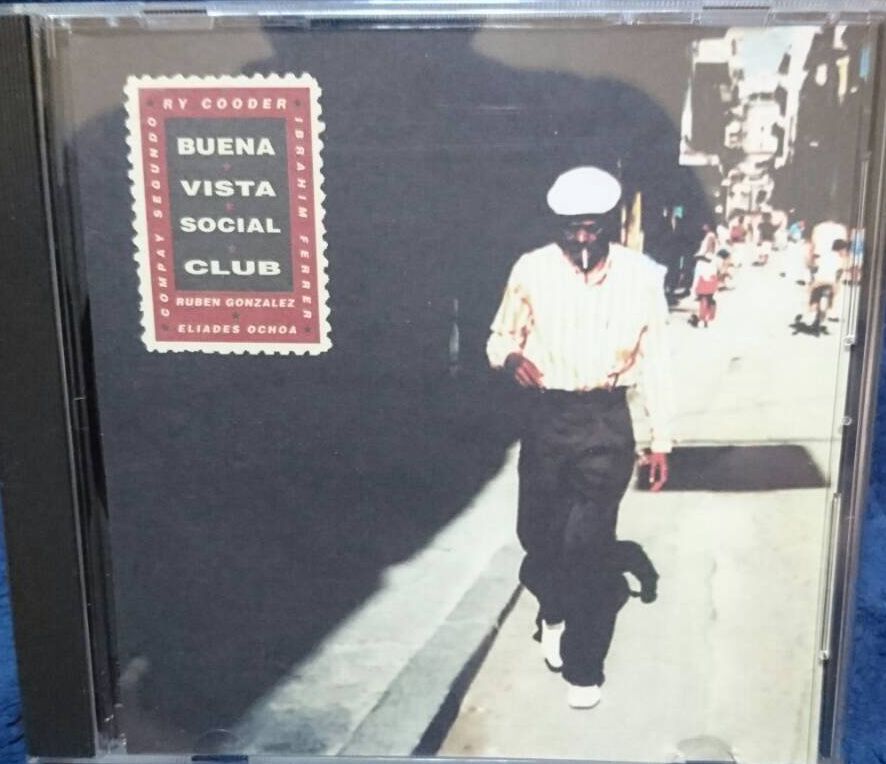 RY COODER
COMPAY SEGUNDO
IBRAHIM FERRER
BUENA
VISTA
SOCIAL
CLUB
RUBEN GONZALEZ
ELIADES OCHOA